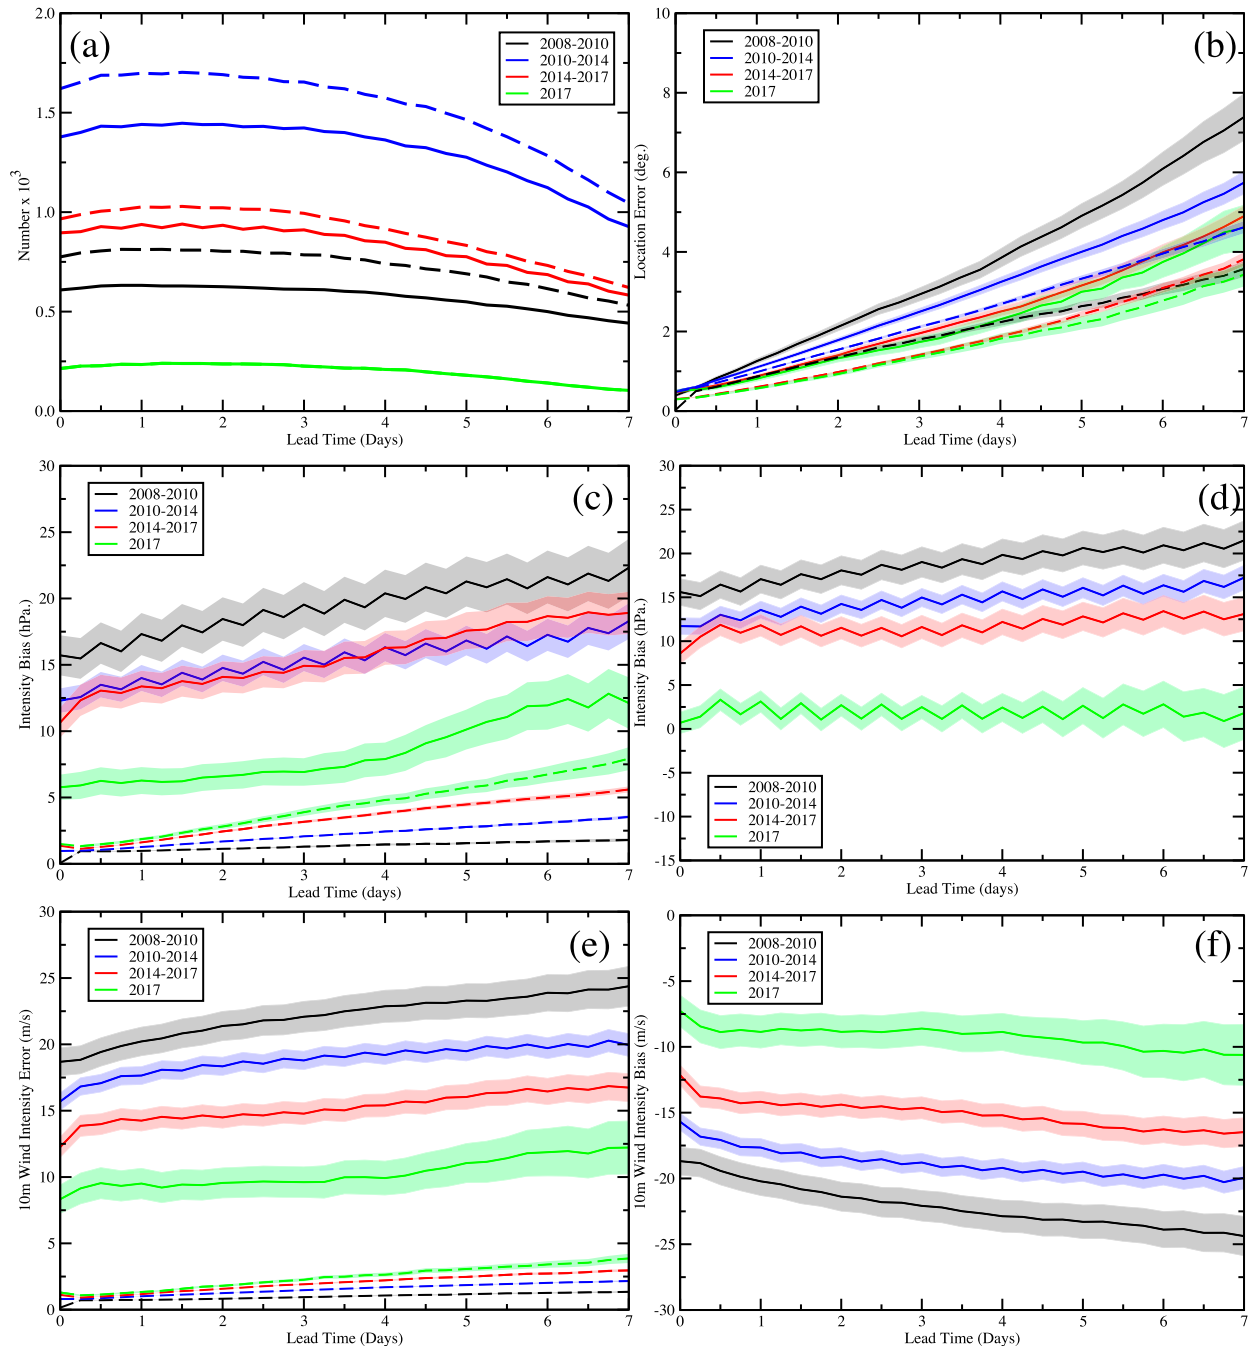 (a)
2008-2010
2010-2014
2014-2017
2017
2.0
1.5
1.0
0.5
0.0
Number x 10³
0 1 2 3 4 5 6 7
Lead Time (Days)
(b)
2008-2010
2010-2014
2014-2017
2017
10
8
6
4
2
0
Location Error (deg.)
0 1 2 3 4 5 6 7
Lead Time (days)
(c)
2008-2010
2010-2014
2014-2017
2017
30
25
20
15
10
5
0
Intensity Bias (hPa.)
0 1 2 3 4 5 6 7
Lead Time (days)
(d)
30
25
20
15
10
5
0
-5
-10
-15
Intensity Bias (hPa.)
2008-2010
2010-2014
2014-2017
2017
0 1 2 3 4 5 6 7
Lead Time (days)
(e)
2008-2010
2010-2014
2014-2017
2017
30
25
20
15
10
5
0
10m Wind Intensity Error (m/s)
0 1 2 3 4 5 6 7
Lead Time (Days)
(f)
2008-2010
2010-2014
2014-2017
2017
0
-5
-10
-15
-20
-25
-30
10m Wind Intensity Bias (m/s)
0 1 2 3 4 5 6 7
Lead Time (Days)